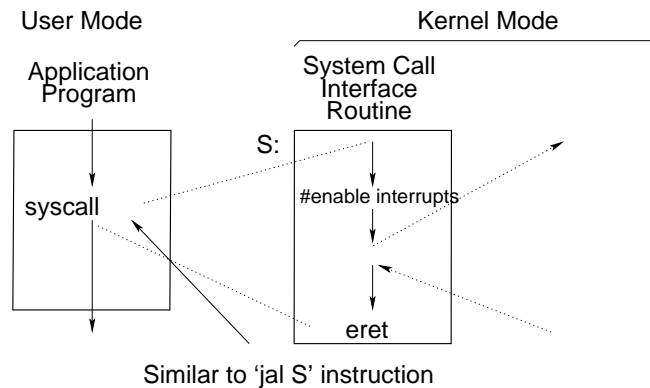 User Mode
Kernel Mode
Application
Program
System Call
Interface
Routine
S:
#enable interrupts
syscall
eret
Similar to 'jal S' instruction